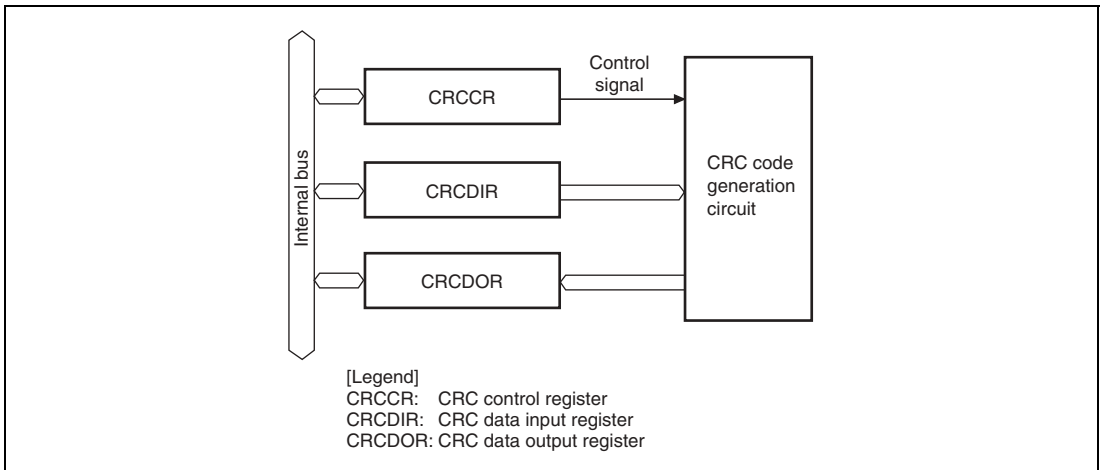 Control
signal
CRCCR
Internal bus
CRCDIR
CRC code
generation
circuit
CRCDOR
[Legend]
CRCCR: CRC control register
CRCDIR: CRC data input register
CRCDOR: CRC data output register